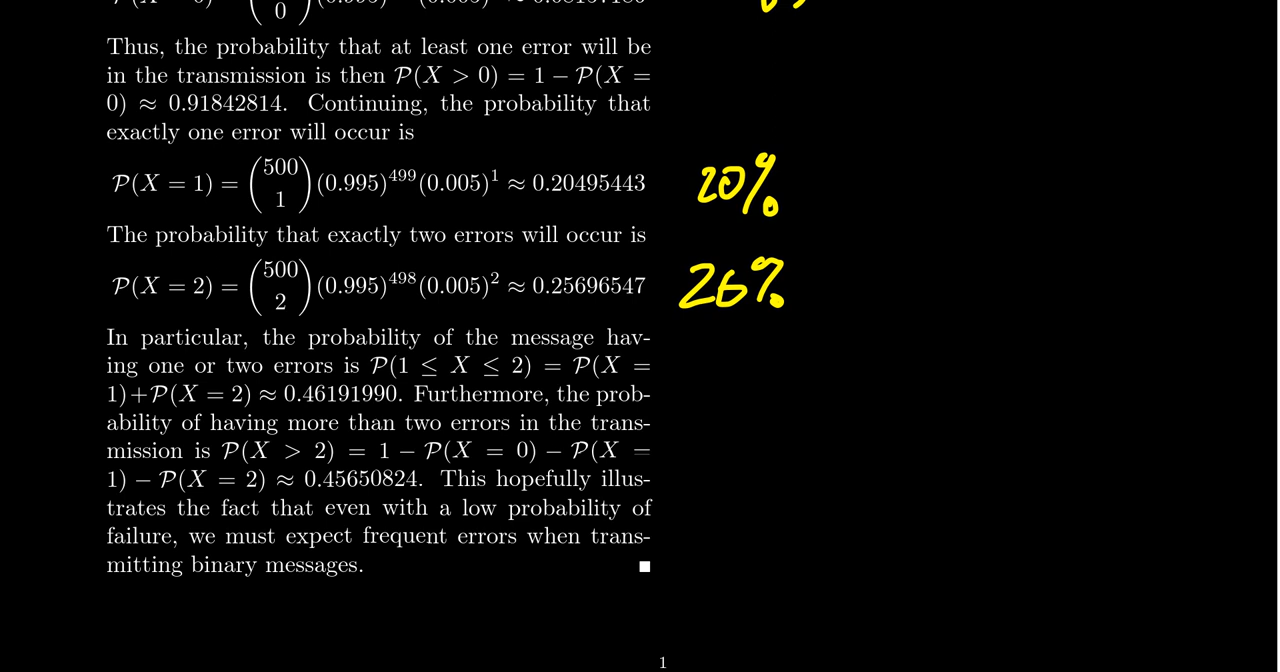 Thus, the probability that at least one error will be
in the transmission is then 𝒫(X > 0) = 1 − 𝒫(X =
0) ≈ 0.91842814. Continuing, the probability that
exactly one error will occur is
𝒫(X = 1) = (500 1)(0.995)^499(0.005)^1 ≈ 0.20495443 20%
The probability that exactly two errors will occur is
𝒫(X = 2) = (500 2)(0.995)^498(0.005)^2 ≈ 0.25696547 26%
In particular, the probability of the message hav-
ing one or two errors is 𝒫(1 ≤ X ≤ 2) = 𝒫(X =
1)+𝒫(X = 2) ≈ 0.46191990. Furthermore, the prob-
ability of having more than two errors in the trans-
mission is 𝒫(X > 2) = 1 − 𝒫(X = 0) − 𝒫(X =
1) − 𝒫(X = 2) ≈ 0.45650824. This hopefully illus-
trates the fact that even with a low probability of
failure, we must expect frequent errors when trans-
mitting binary messages. ■
1